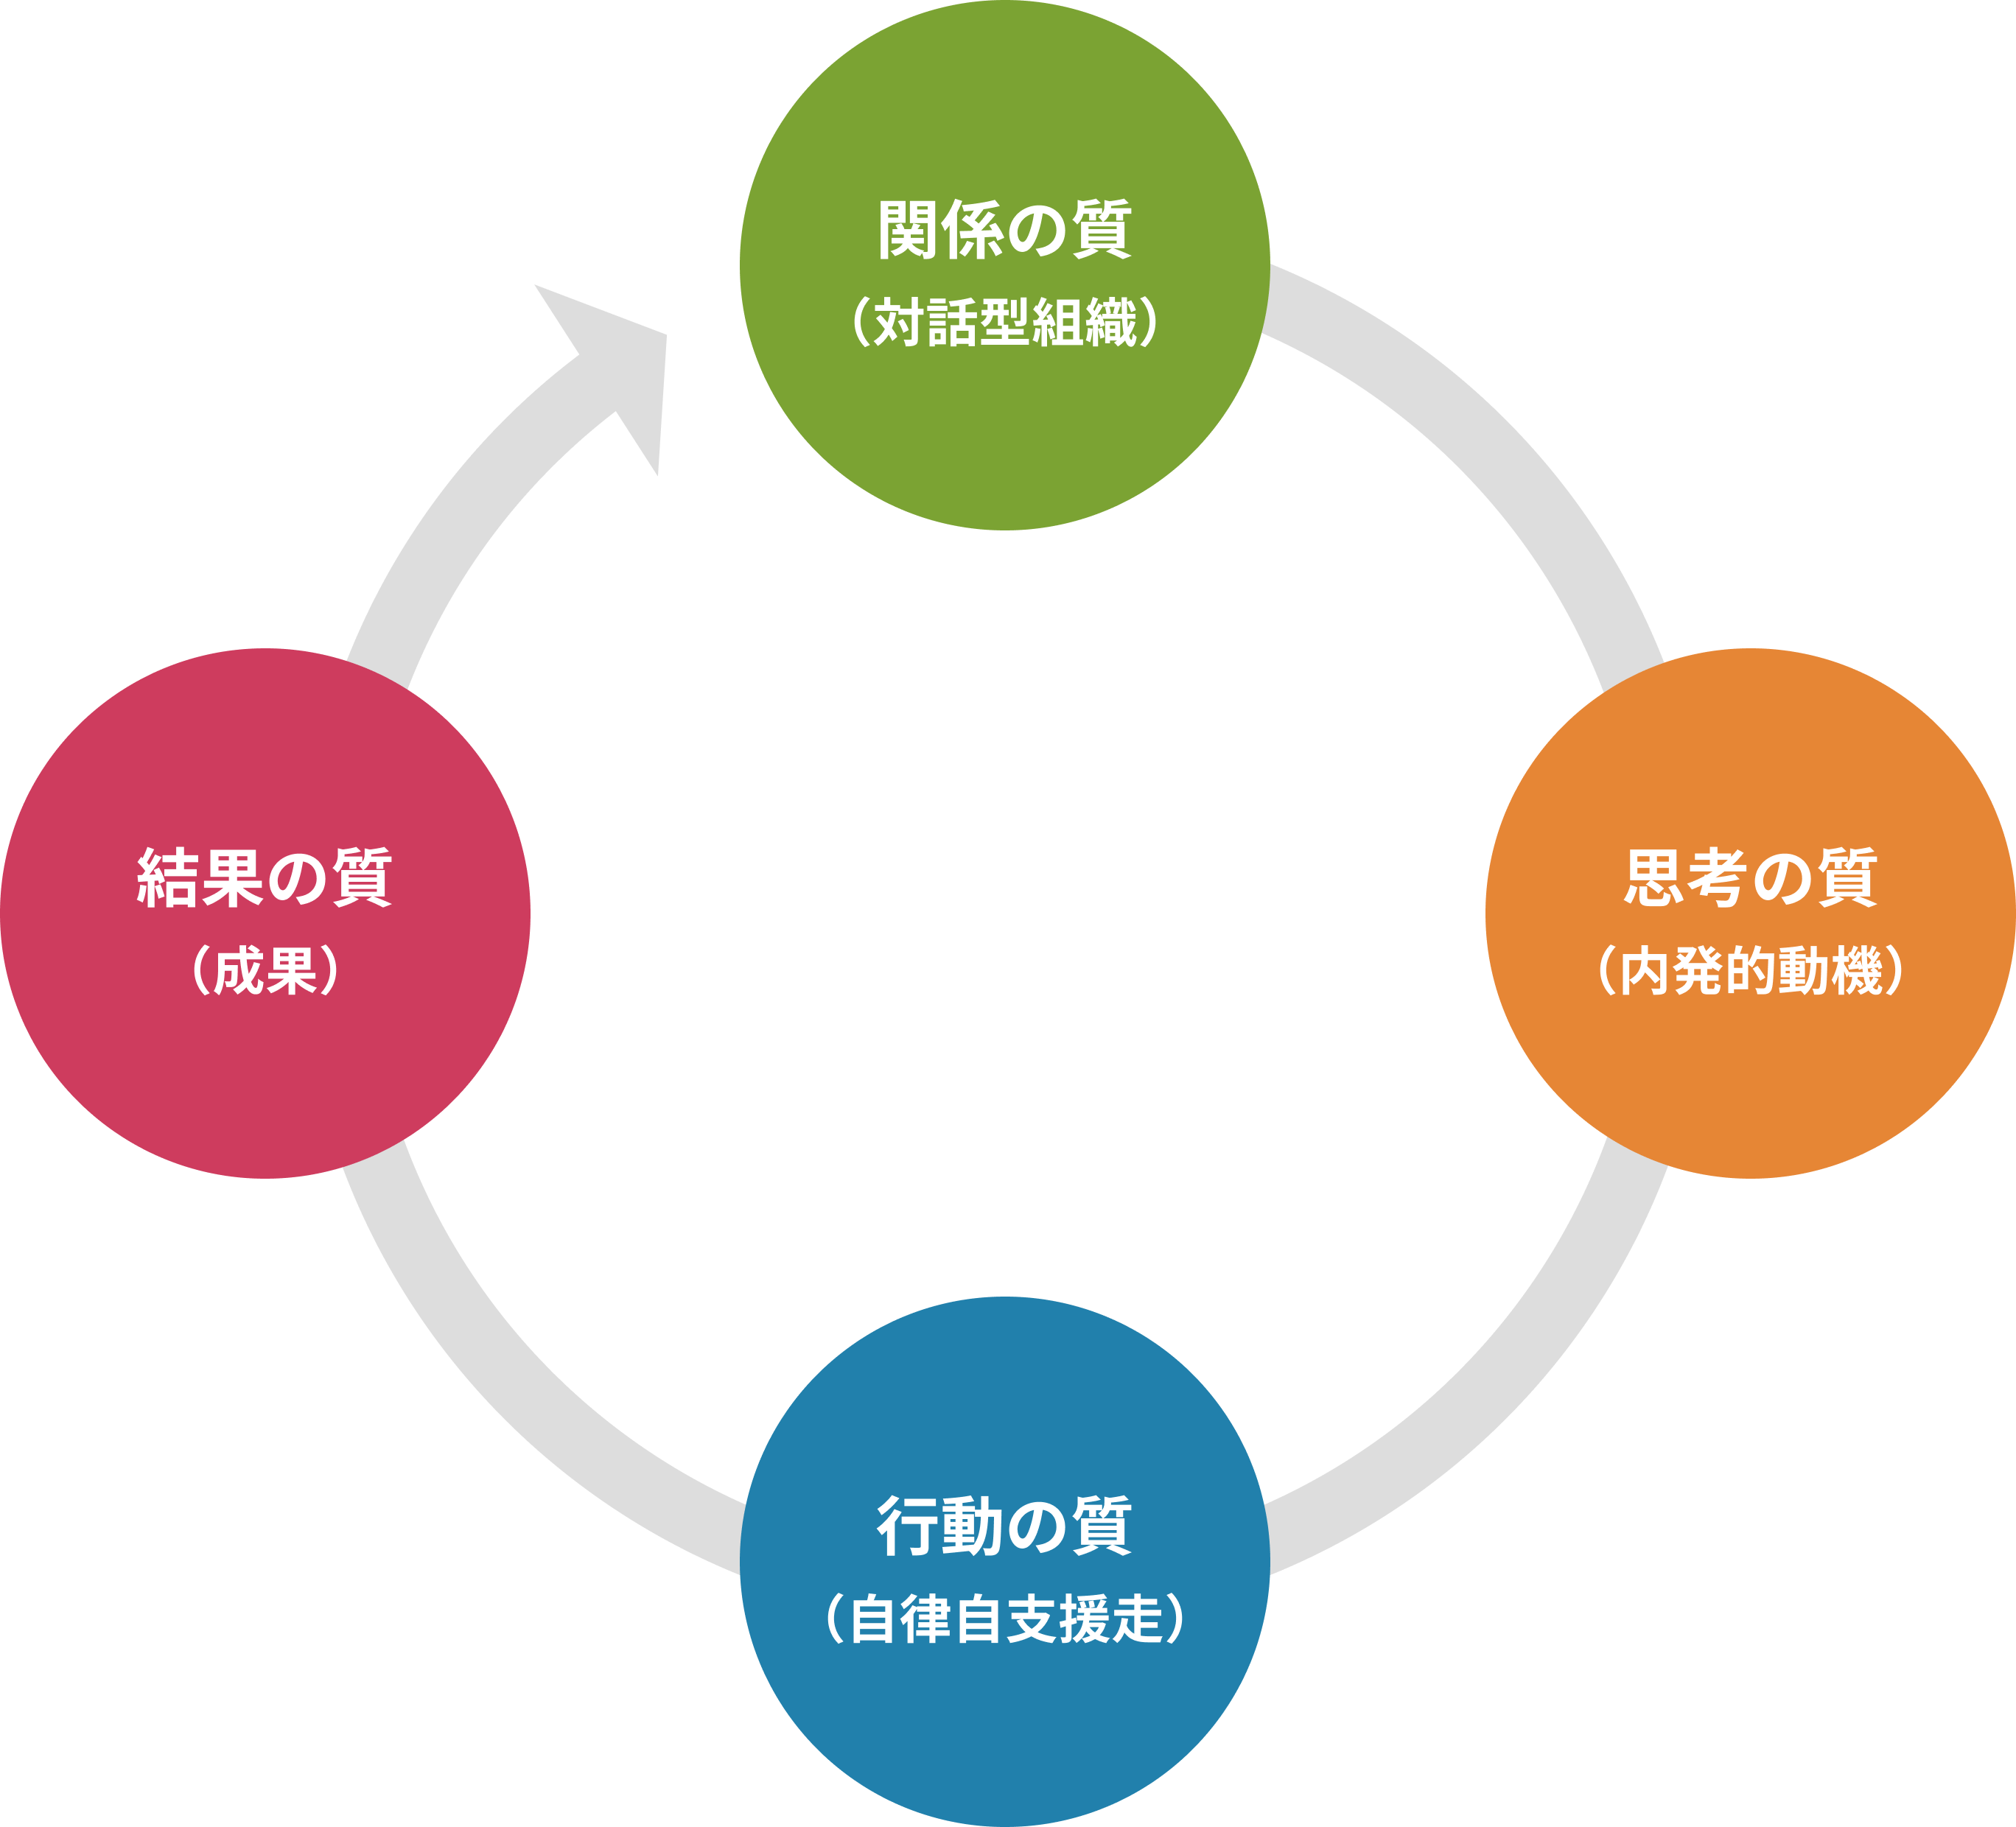 関係の質
(対話型組織)
思考の質
(内発的動機)
行動の質
(自律自支援走)
結果の質
(成果)